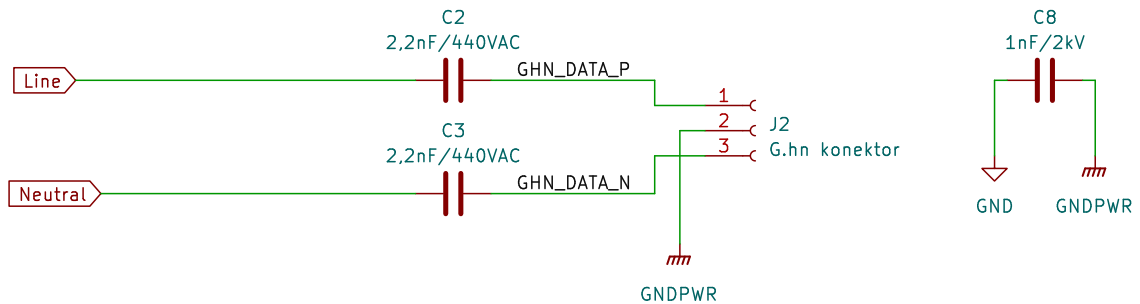 C2
2,2nF/440VAC
Line
GHN_DATA_P
C3
2,2nF/440VAC
Neutral
GHN_DATA_N
1
2
3
J2
G.hn konektor
GNDPWR
C8
1nF/2kV
GND
GNDPWR